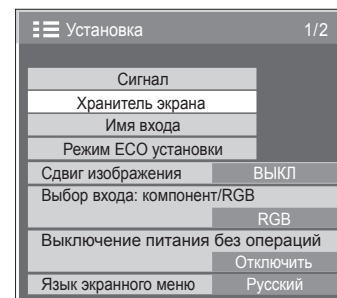 Установка 1/2
Сигнал
Хранитель экрана
Имя входа
Режим ECO установки
Сдвиг изображения ВЫКЛ
Выбор входа: компонент/RGB
RGB
Выключение питания без операций
Отключить
Язык экранного меню Русский